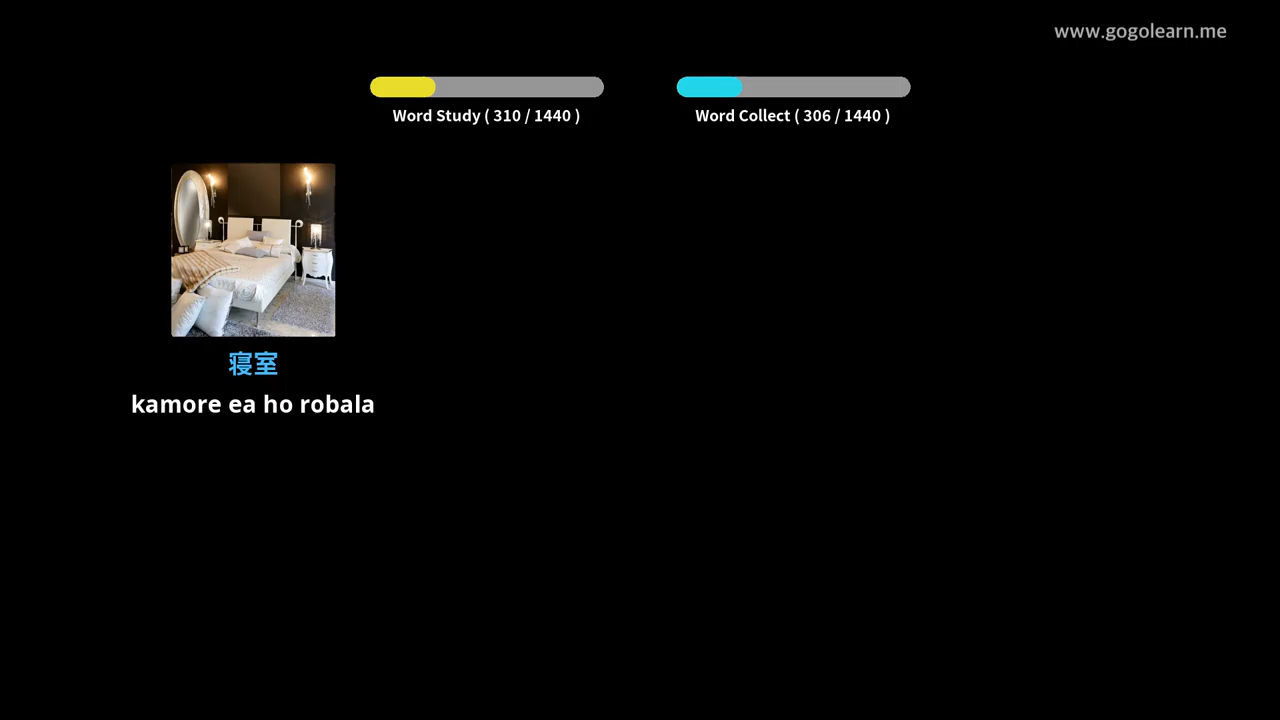 www.gogolearn.me
Word Study ( 310 / 1440 )
Word Collect ( 306 / 1440 )
寝室
kamore ea ho robala